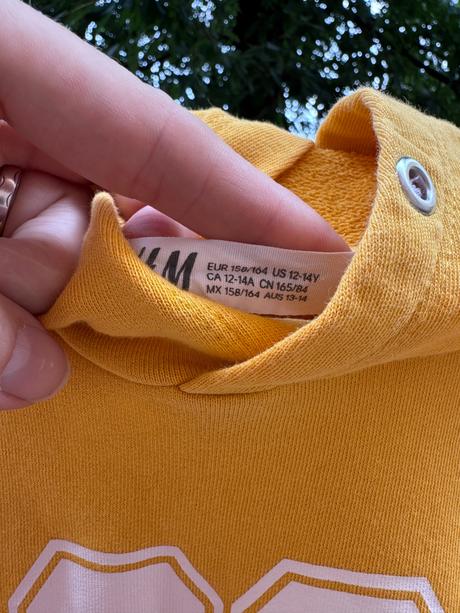 H&M
EUR 158/164 US 12-14Y
CA 12-14A CN 165/84
MX 158/164 AUS 13-14